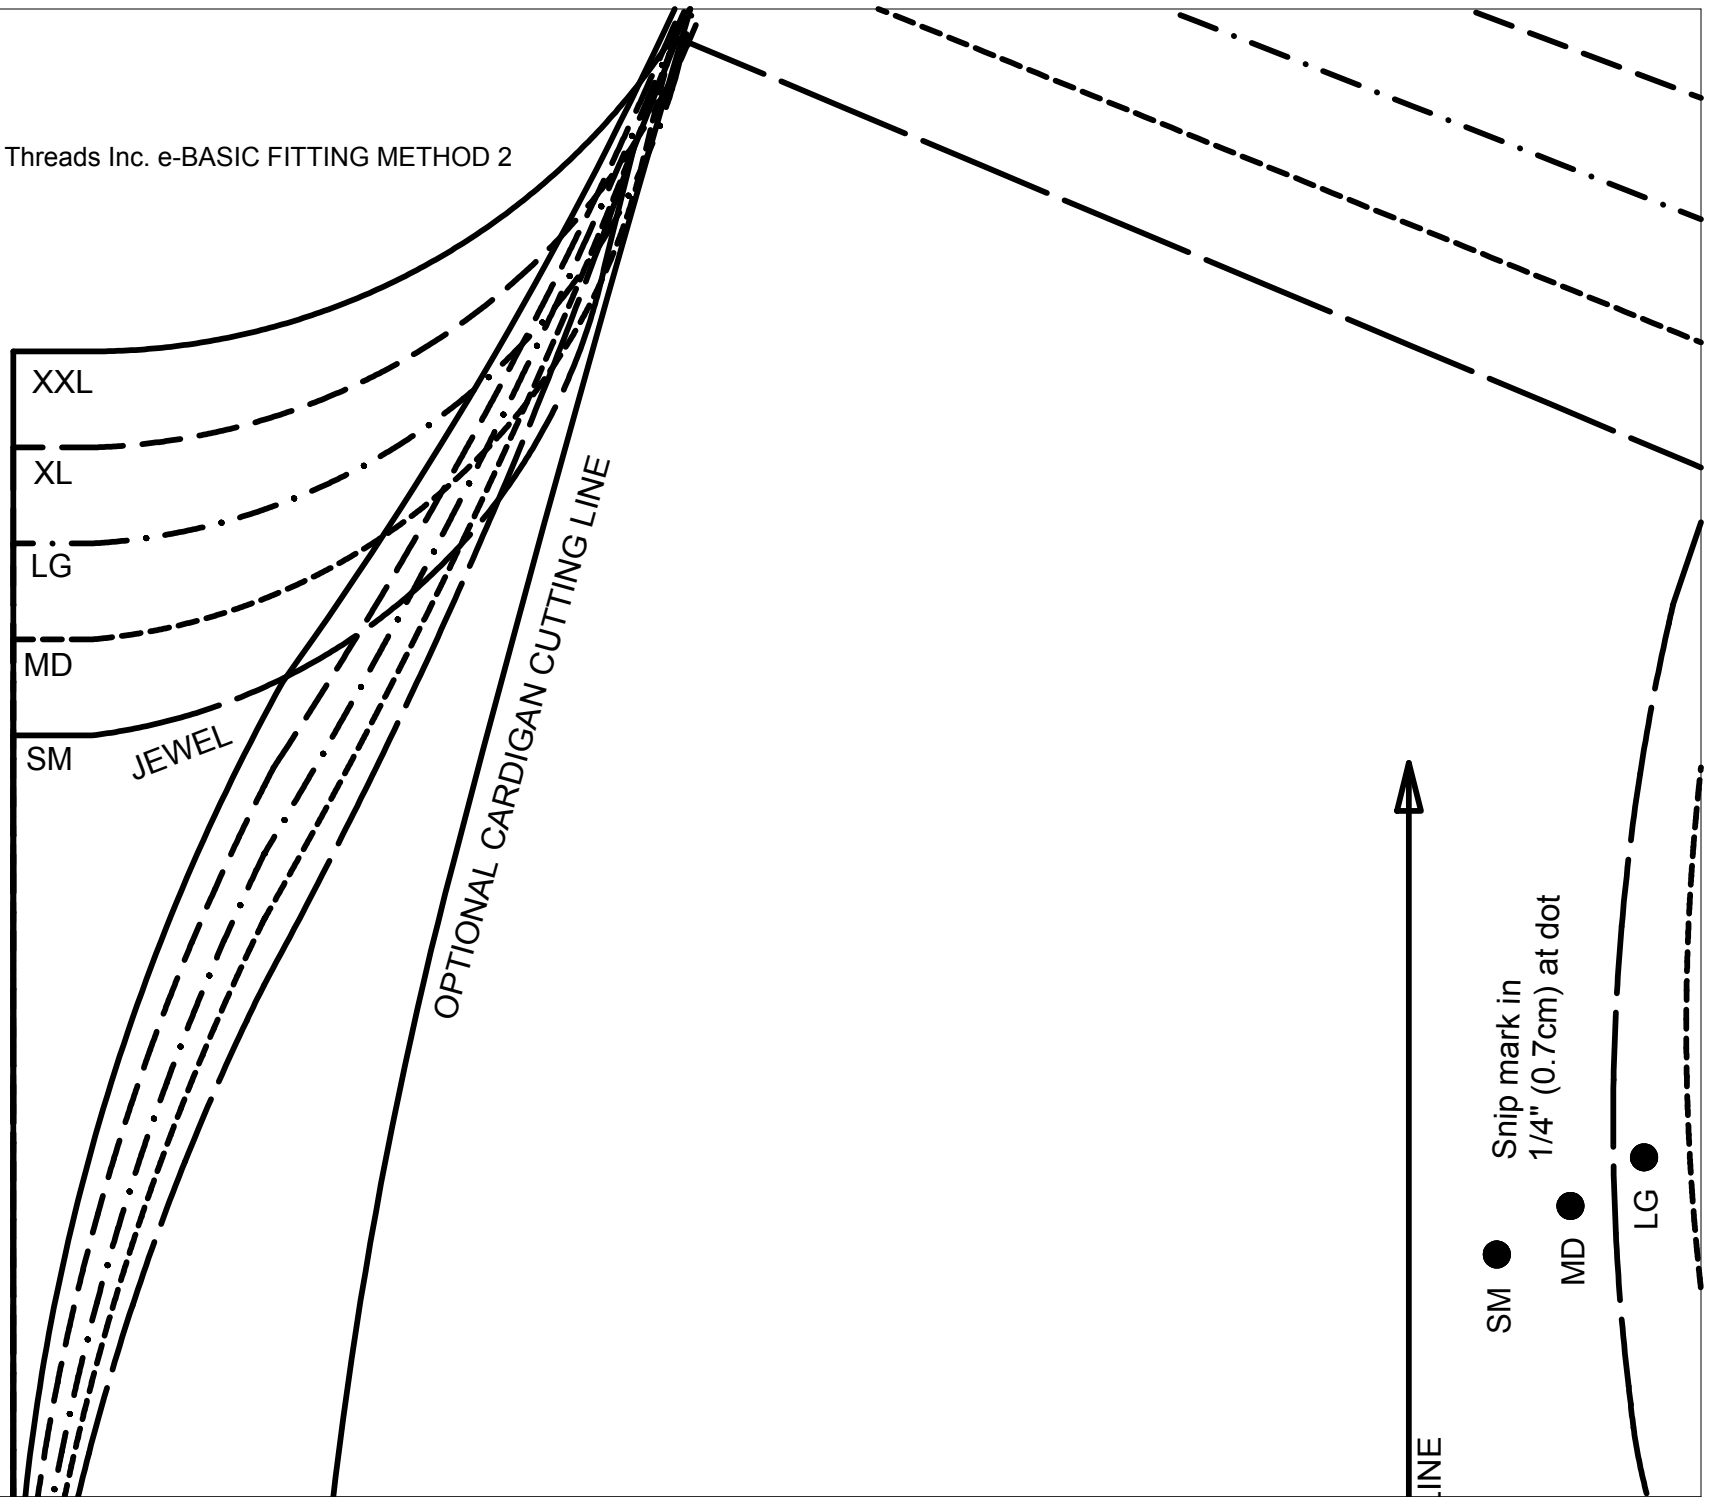 Threads Inc. e-BASIC FITTING METHOD 2
XXL
XL
LG
MD
SM
JEWEL
OPTIONAL CARDIGAN CUTTING LINE
Snip mark in
1/4" (0.7cm) at dot
SM
MD
LG
LINE